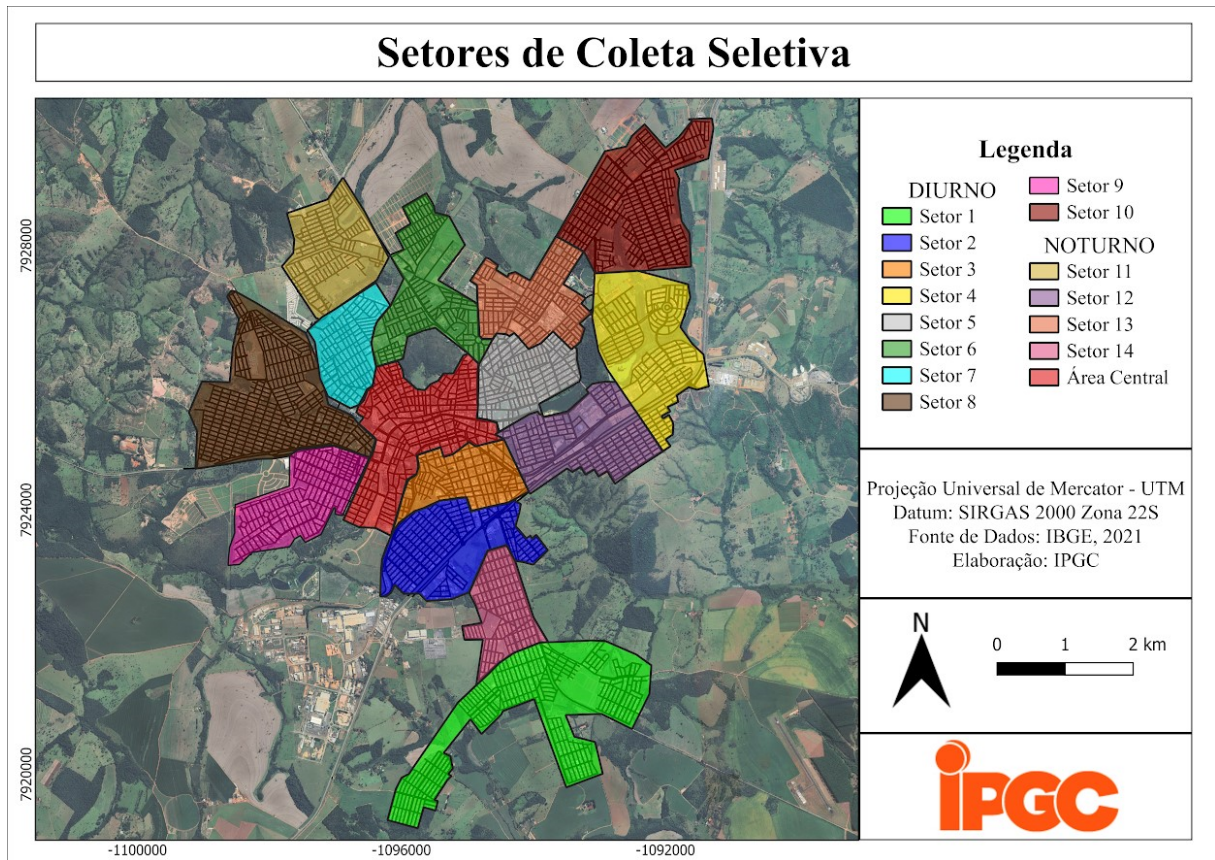 Setores de Coleta Seletiva
Legenda
DIURNO
Setor 1
Setor 2
Setor 3
Setor 4
Setor 5
Setor 6
Setor 7
Setor 8
Setor 9
Setor 10
NOTURNO
Setor 11
Setor 12
Setor 13
Setor 14
Área Central
Projeção Universal de Mercator - UTM
Datum: SIRGAS 2000 Zona 22S
Fonte de Dados: IBGE, 2021
Elaboração: IPGC
N
0 1 2 km
iPGC
7928000
7924000
7920000
-1100000 -1096000 -1092000